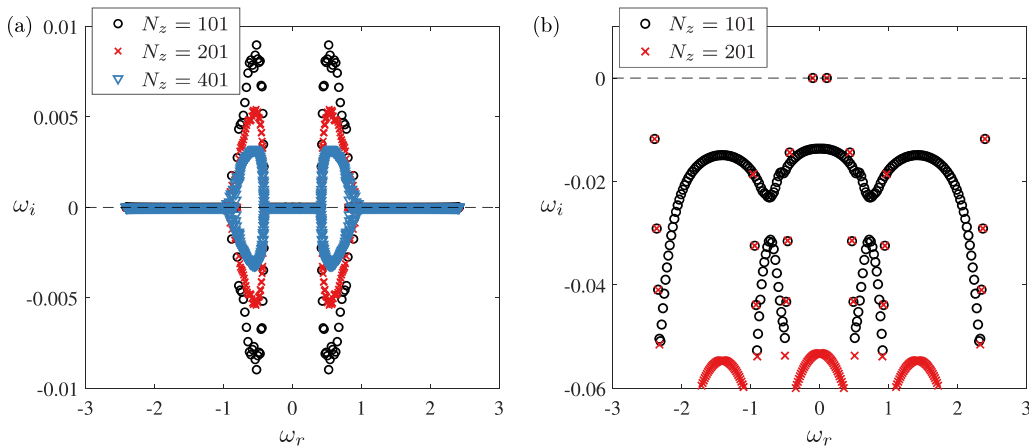 (a)
N_z = 101
N_z = 201
N_z = 401
0.01
0.005
0
-0.005
-0.01
ω_i
-3 -2 -1 0 1 2 3
ω_r
(b)
N_z = 101
N_z = 201
0
-0.02
-0.04
-0.06
ω_i
-3 -2 -1 0 1 2 3
ω_r